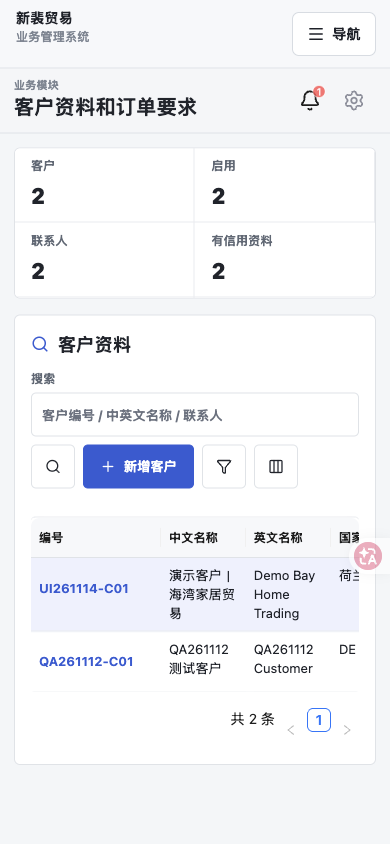 新裴贸易
业务管理系统
导航
业务模块
客户资料和订单要求
1
客户
2
启用
2
联系人
2
有信用资料
2
客户资料
搜索
客户编号 / 中英文名称 / 联系人
新增客户
编号 中文名称 英文名称 国家
UI261114-C01 演示客户 | 海湾家居贸易 Demo Bay Home Trading 荷兰
QA261112-C01 QA261112 测试客户 QA261112 Customer DE
共 2 条
1